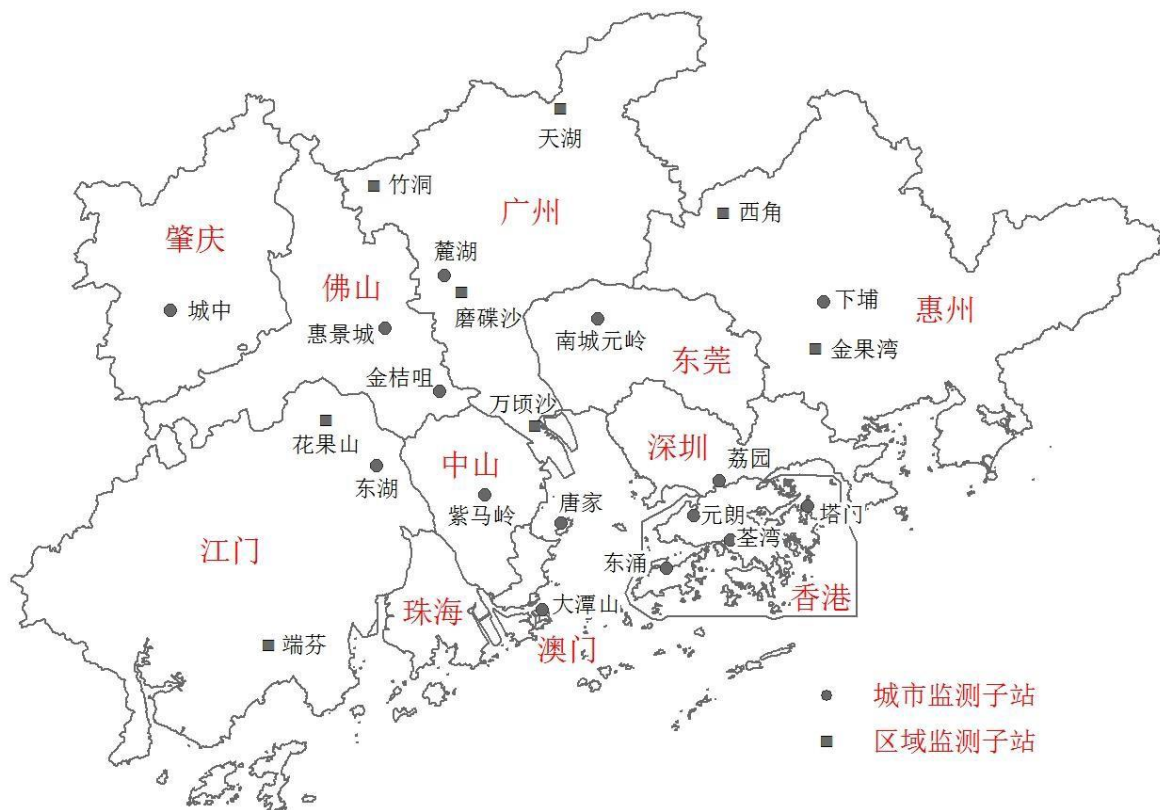 天湖
竹洞
广州
西角
肇庆
麓湖
佛山
城中
磨碟沙
下埔
惠州
惠景城
南城元岭
东莞
金果湾
金桔咀
万顷沙
花果山
中山
深圳
荔园
东湖
紫马岭
唐家
元朗
塔门
荃湾
江门
东涌
珠海
大潭山
香港
端芬
澳门
城市监测子站
区域监测子站